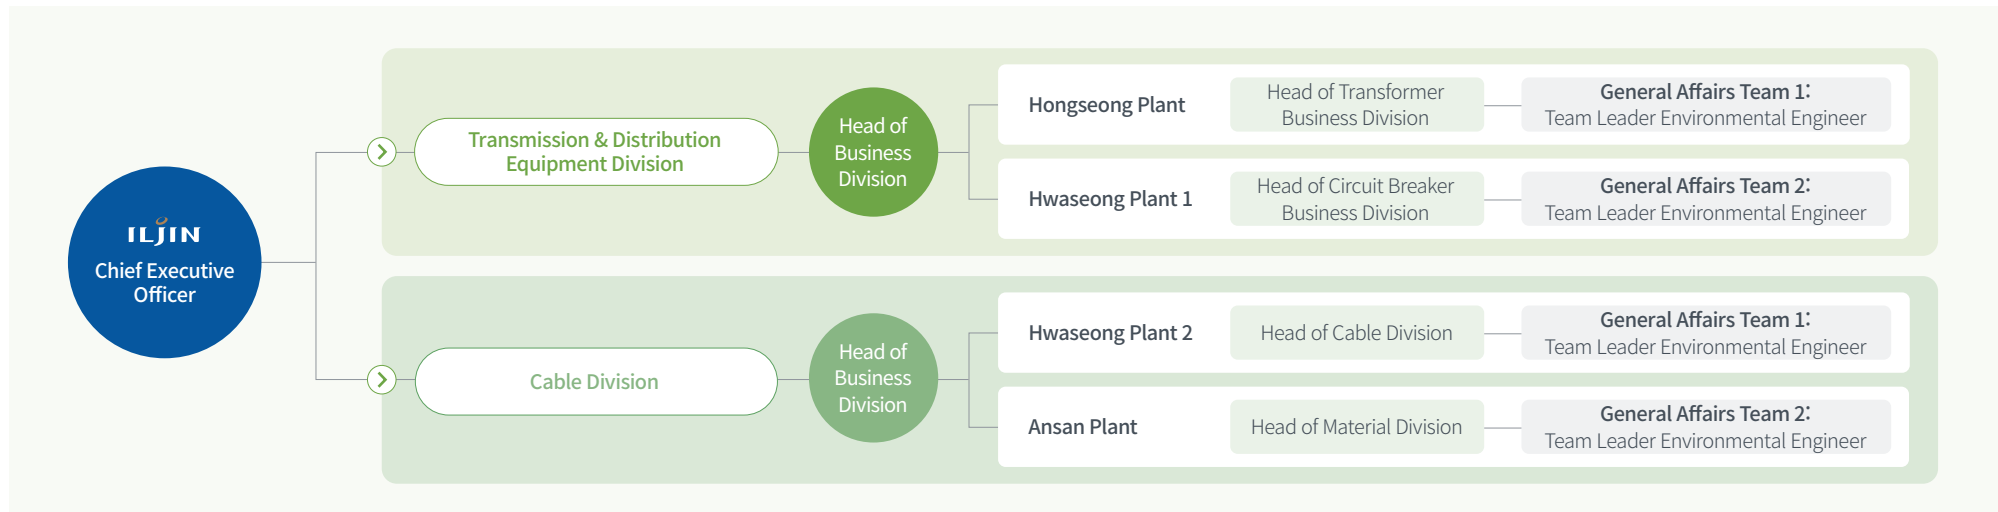 ILJIN
Chief Executive
Officer
Transmission & Distribution
Equipment Division
Head of
Business
Division
Hongseong Plant
Head of Transformer
Business Division
General Affairs Team 1:
Team Leader Environmental Engineer
Hwaseong Plant 1
Head of Circuit Breaker
Business Division
General Affairs Team 2:
Team Leader Environmental Engineer
Cable Division
Head of
Business
Division
Hwaseong Plant 2
Head of Cable Division
General Affairs Team 1:
Team Leader Environmental Engineer
Ansan Plant
Head of Material Division
General Affairs Team 2:
Team Leader Environmental Engineer